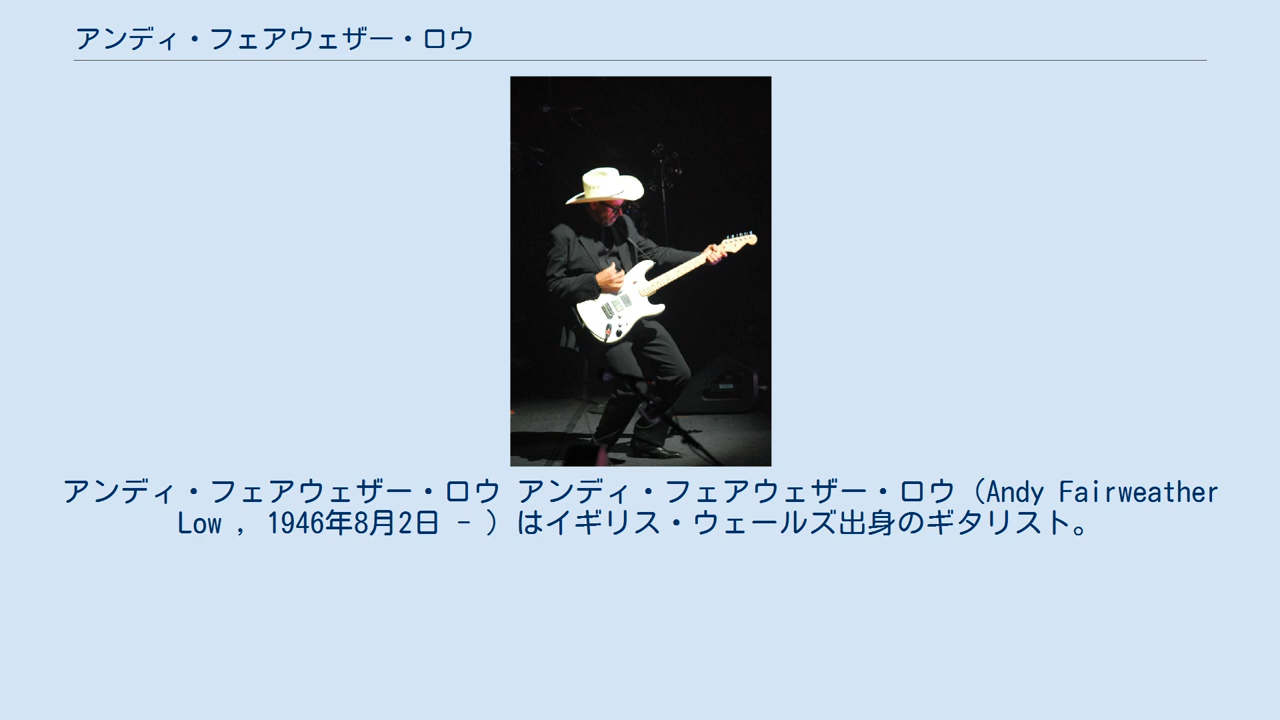 アンディ・フェアウェザー・ロウ
アンディ・フェアウェザー・ロウ アンディ・フェアウェザー・ロウ（Andy Fairweather
Low , 1946年8月2日 - ）はイギリス・ウェールズ出身のギタリスト。